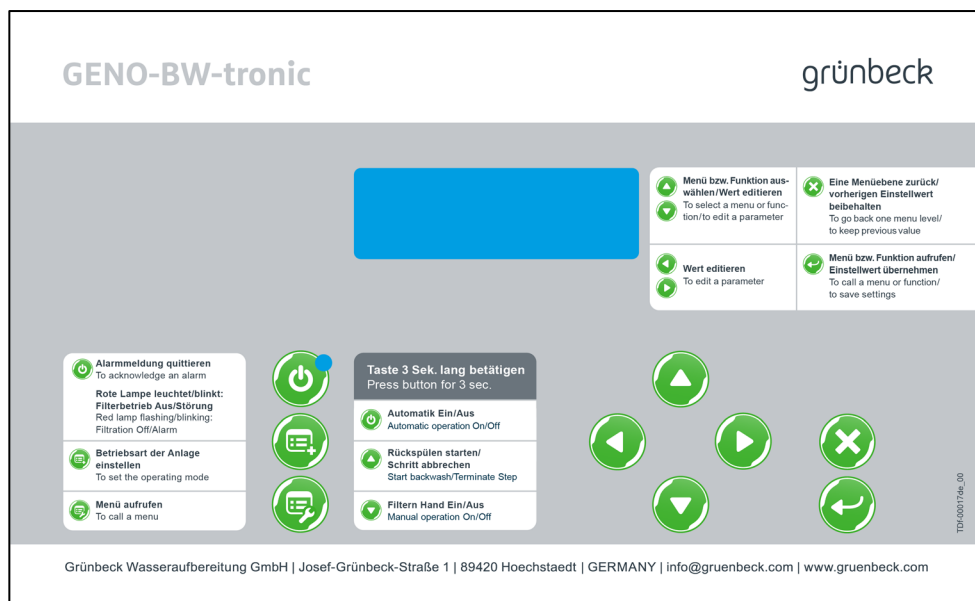 GENO-BW-tronic
grünbeck
Menü bzw. Funktion aus-
wählen/Wert editieren
To select a menu or func-
tion/to edit a parameter
Eine Menüebene zurück/
vorherigen Einstellwert
beibehalten
To go back one menu level/
to keep previous value
Wert editieren
To edit a parameter
Menü bzw. Funktion aufrufen/
Einstellwert übernehmen
To call a menu or function/
to save settings
Alarmmeldung quittieren
To acknowledge an alarm
Rote Lampe leuchtet/blinkt:
Filterbetrieb Aus/Störung
Red lamp flashing/blinking:
Filtration Off/Alarm
Betriebsart der Anlage
einstellen
To set the operating mode
Menü aufrufen
To call a menu
Taste 3 Sek. lang betätigen
Press button for 3 sec.
Automatik Ein/Aus
Automatic operation On/Off
Rückspülen starten/
Schritt abbrechen
Start backwash/Terminate Step
Filtern Hand Ein/Aus
Manual operation On/Off
TDf-00017de_00
Grünbeck Wasseraufbereitung GmbH | Josef-Grünbeck-Straße 1 | 89420 Hoechstaedt | GERMANY | info@gruenbeck.com | www.gruenbeck.com